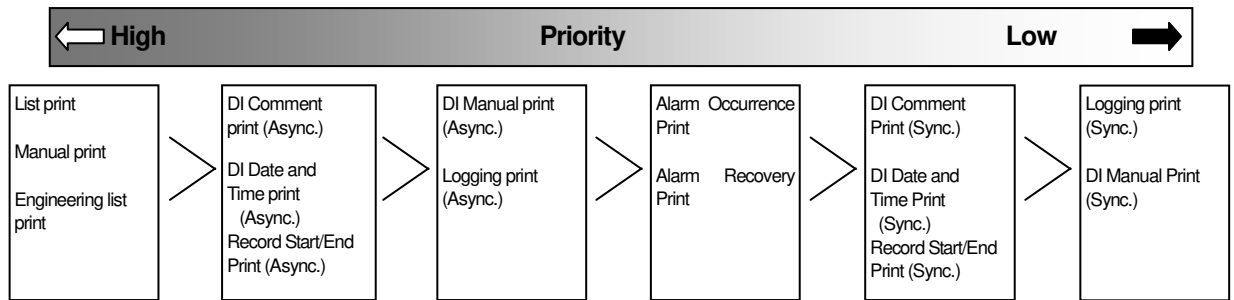 High Priority Low
List print
Manual print
Engineering list
print
DI Comment
print (Async.)
DI Date and
Time print
(Async.)
Record Start/End
Print (Async.)
DI Manual print
(Async.)
Logging print
(Async.)
Alarm Occurrence
Print
Alarm Recovery
Print
DI Comment
Print (Sync.)
DI Date and
Time Print
(Sync.)
Record Start/End
Print (Sync.)
Logging print
(Sync.)
DI Manual Print
(Sync.)